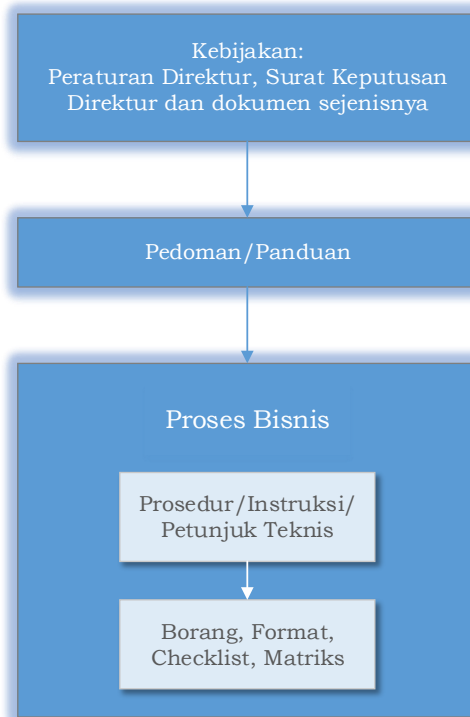 Kebijakan:
Peraturan Direktur, Surat Keputusan
Direktur dan dokumen sejenisnya
Pedoman/Panduan
Proses Bisnis
Prosedur/Instruksi/
Petunjuk Teknis
Borang, Format,
Checklist, Matriks